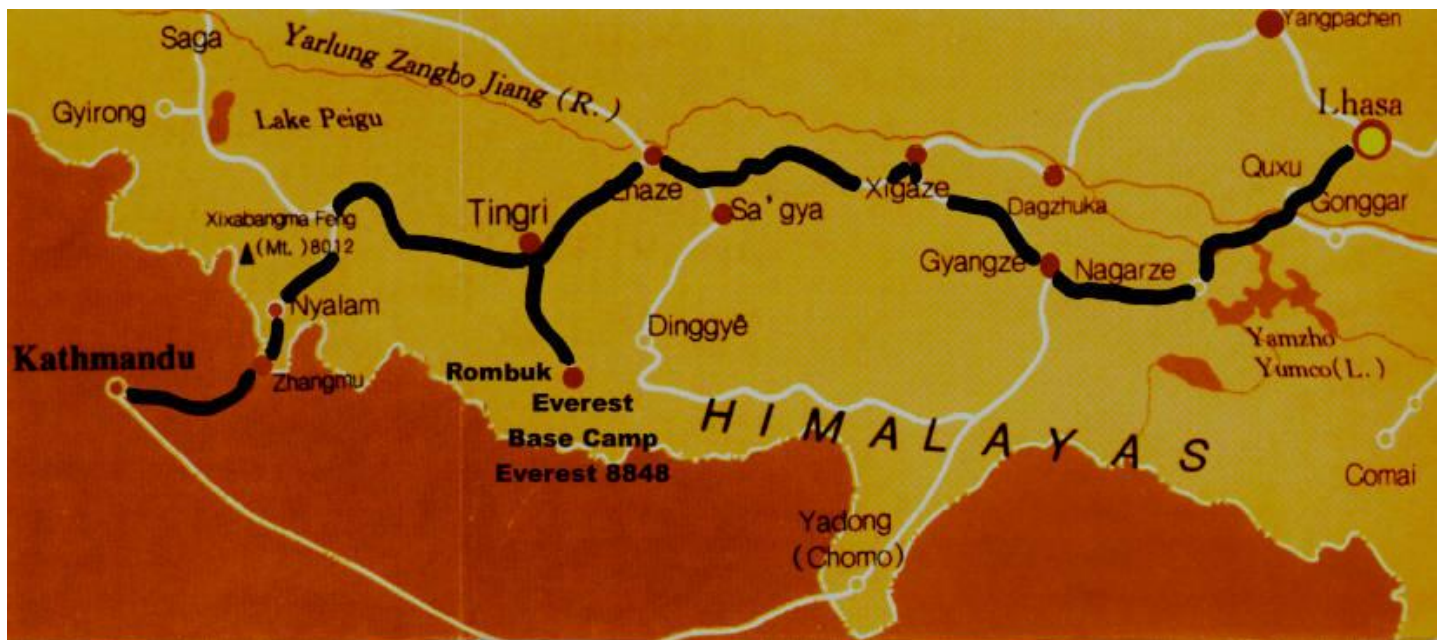 Yangpachen
Saga
Yarlung Zangbo Jiang (R.)
Lhasa
Gyirong
Lake Peigu
Quxu
Lhaze
Xigaze
Gonggar
Xixabangma Feng
(Mt. )8012
Tingri
Sa'gya
Dagzhuka
Gyangze
Nagarze
Nyalam
Dinggyê
Kathmandu
Zhangmu
Yamzho
Yumco(L.)
Rombuk
Everest
Base Camp
Everest 8848
HIMALAYAS
Comai
Yadong
(Chomo)